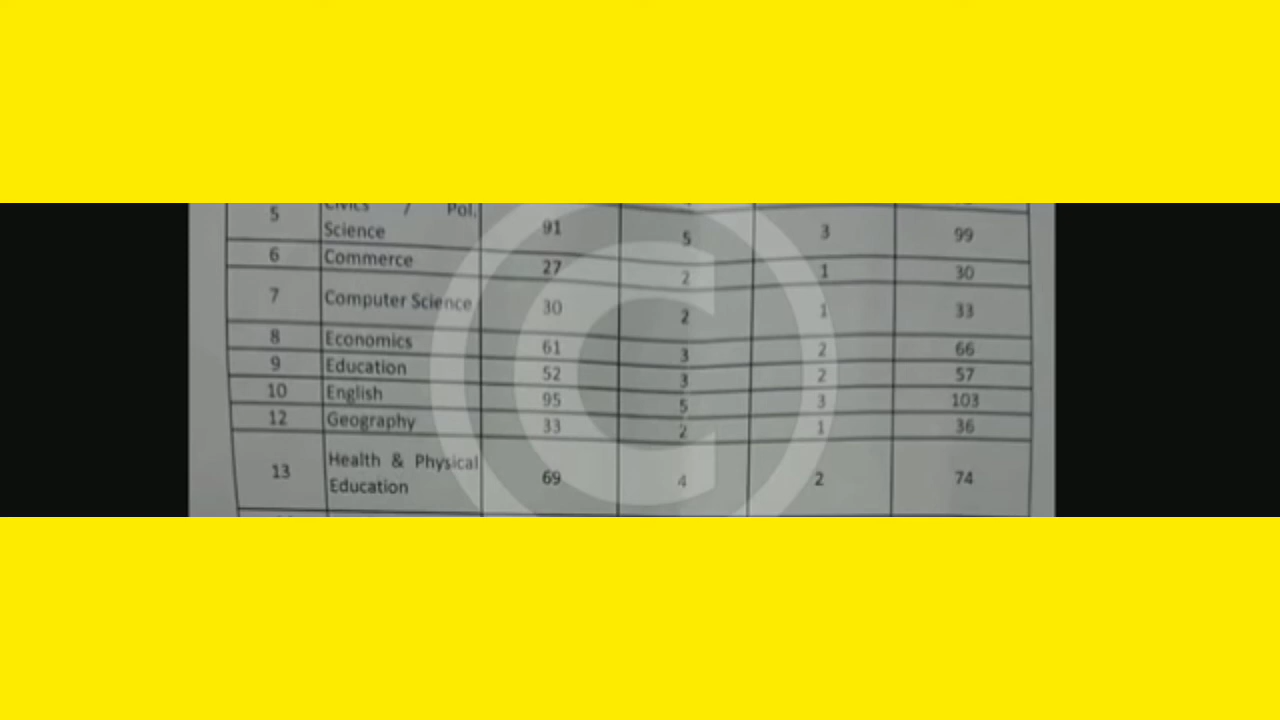 5 Civics / Pol. Science 91 5 3 99
6 Commerce 27 2 1 30
7 Computer Science 30 2 1 33
8 Economics 61 3 2 66
9 Education 52 3 2 57
10 English 95 5 3 103
12 Geography 33 2 1 36
13 Health & Physical Education 69 4 2 74